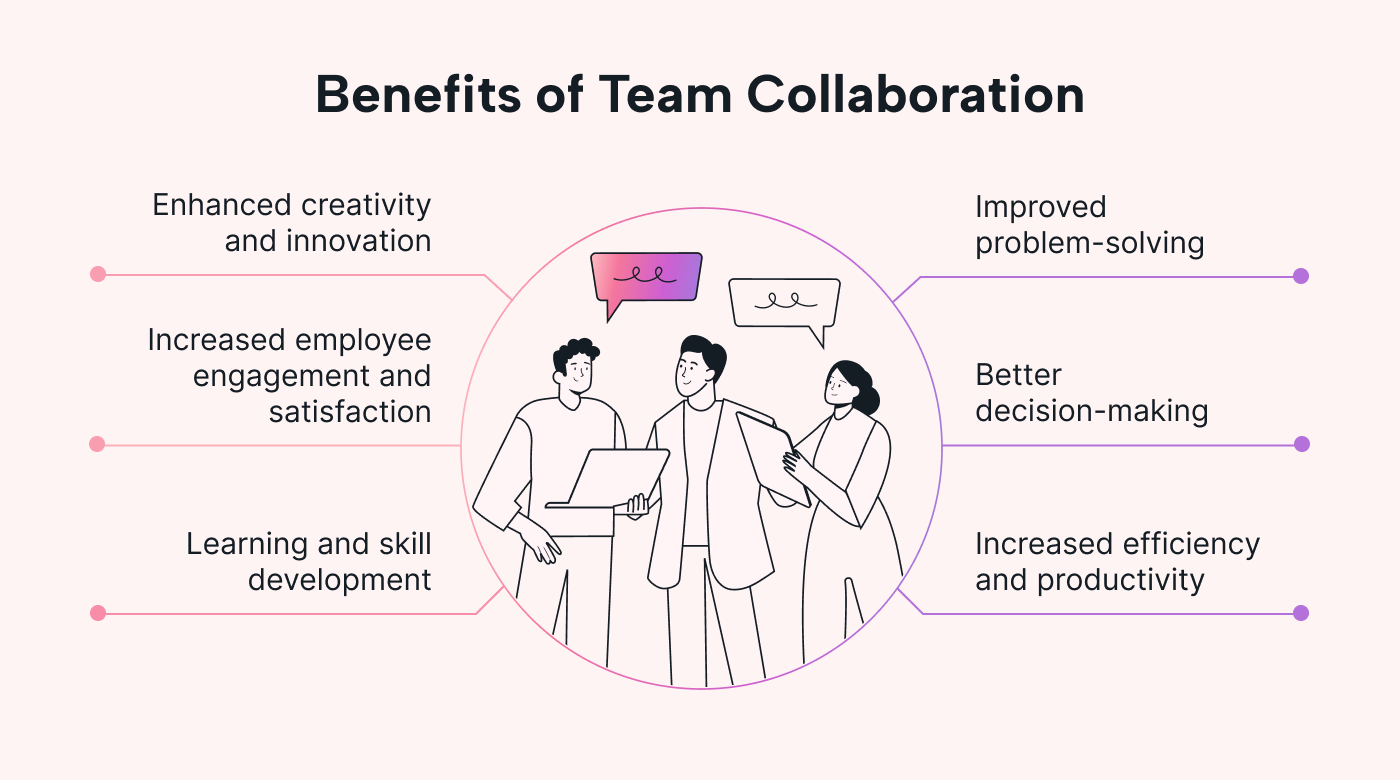 Benefits of Team Collaboration
Enhanced creativity
and innovation
Increased employee
engagement and
satisfaction
Learning and skill
development
Improved
problem-solving
Better
decision-making
Increased efficiency
and productivity